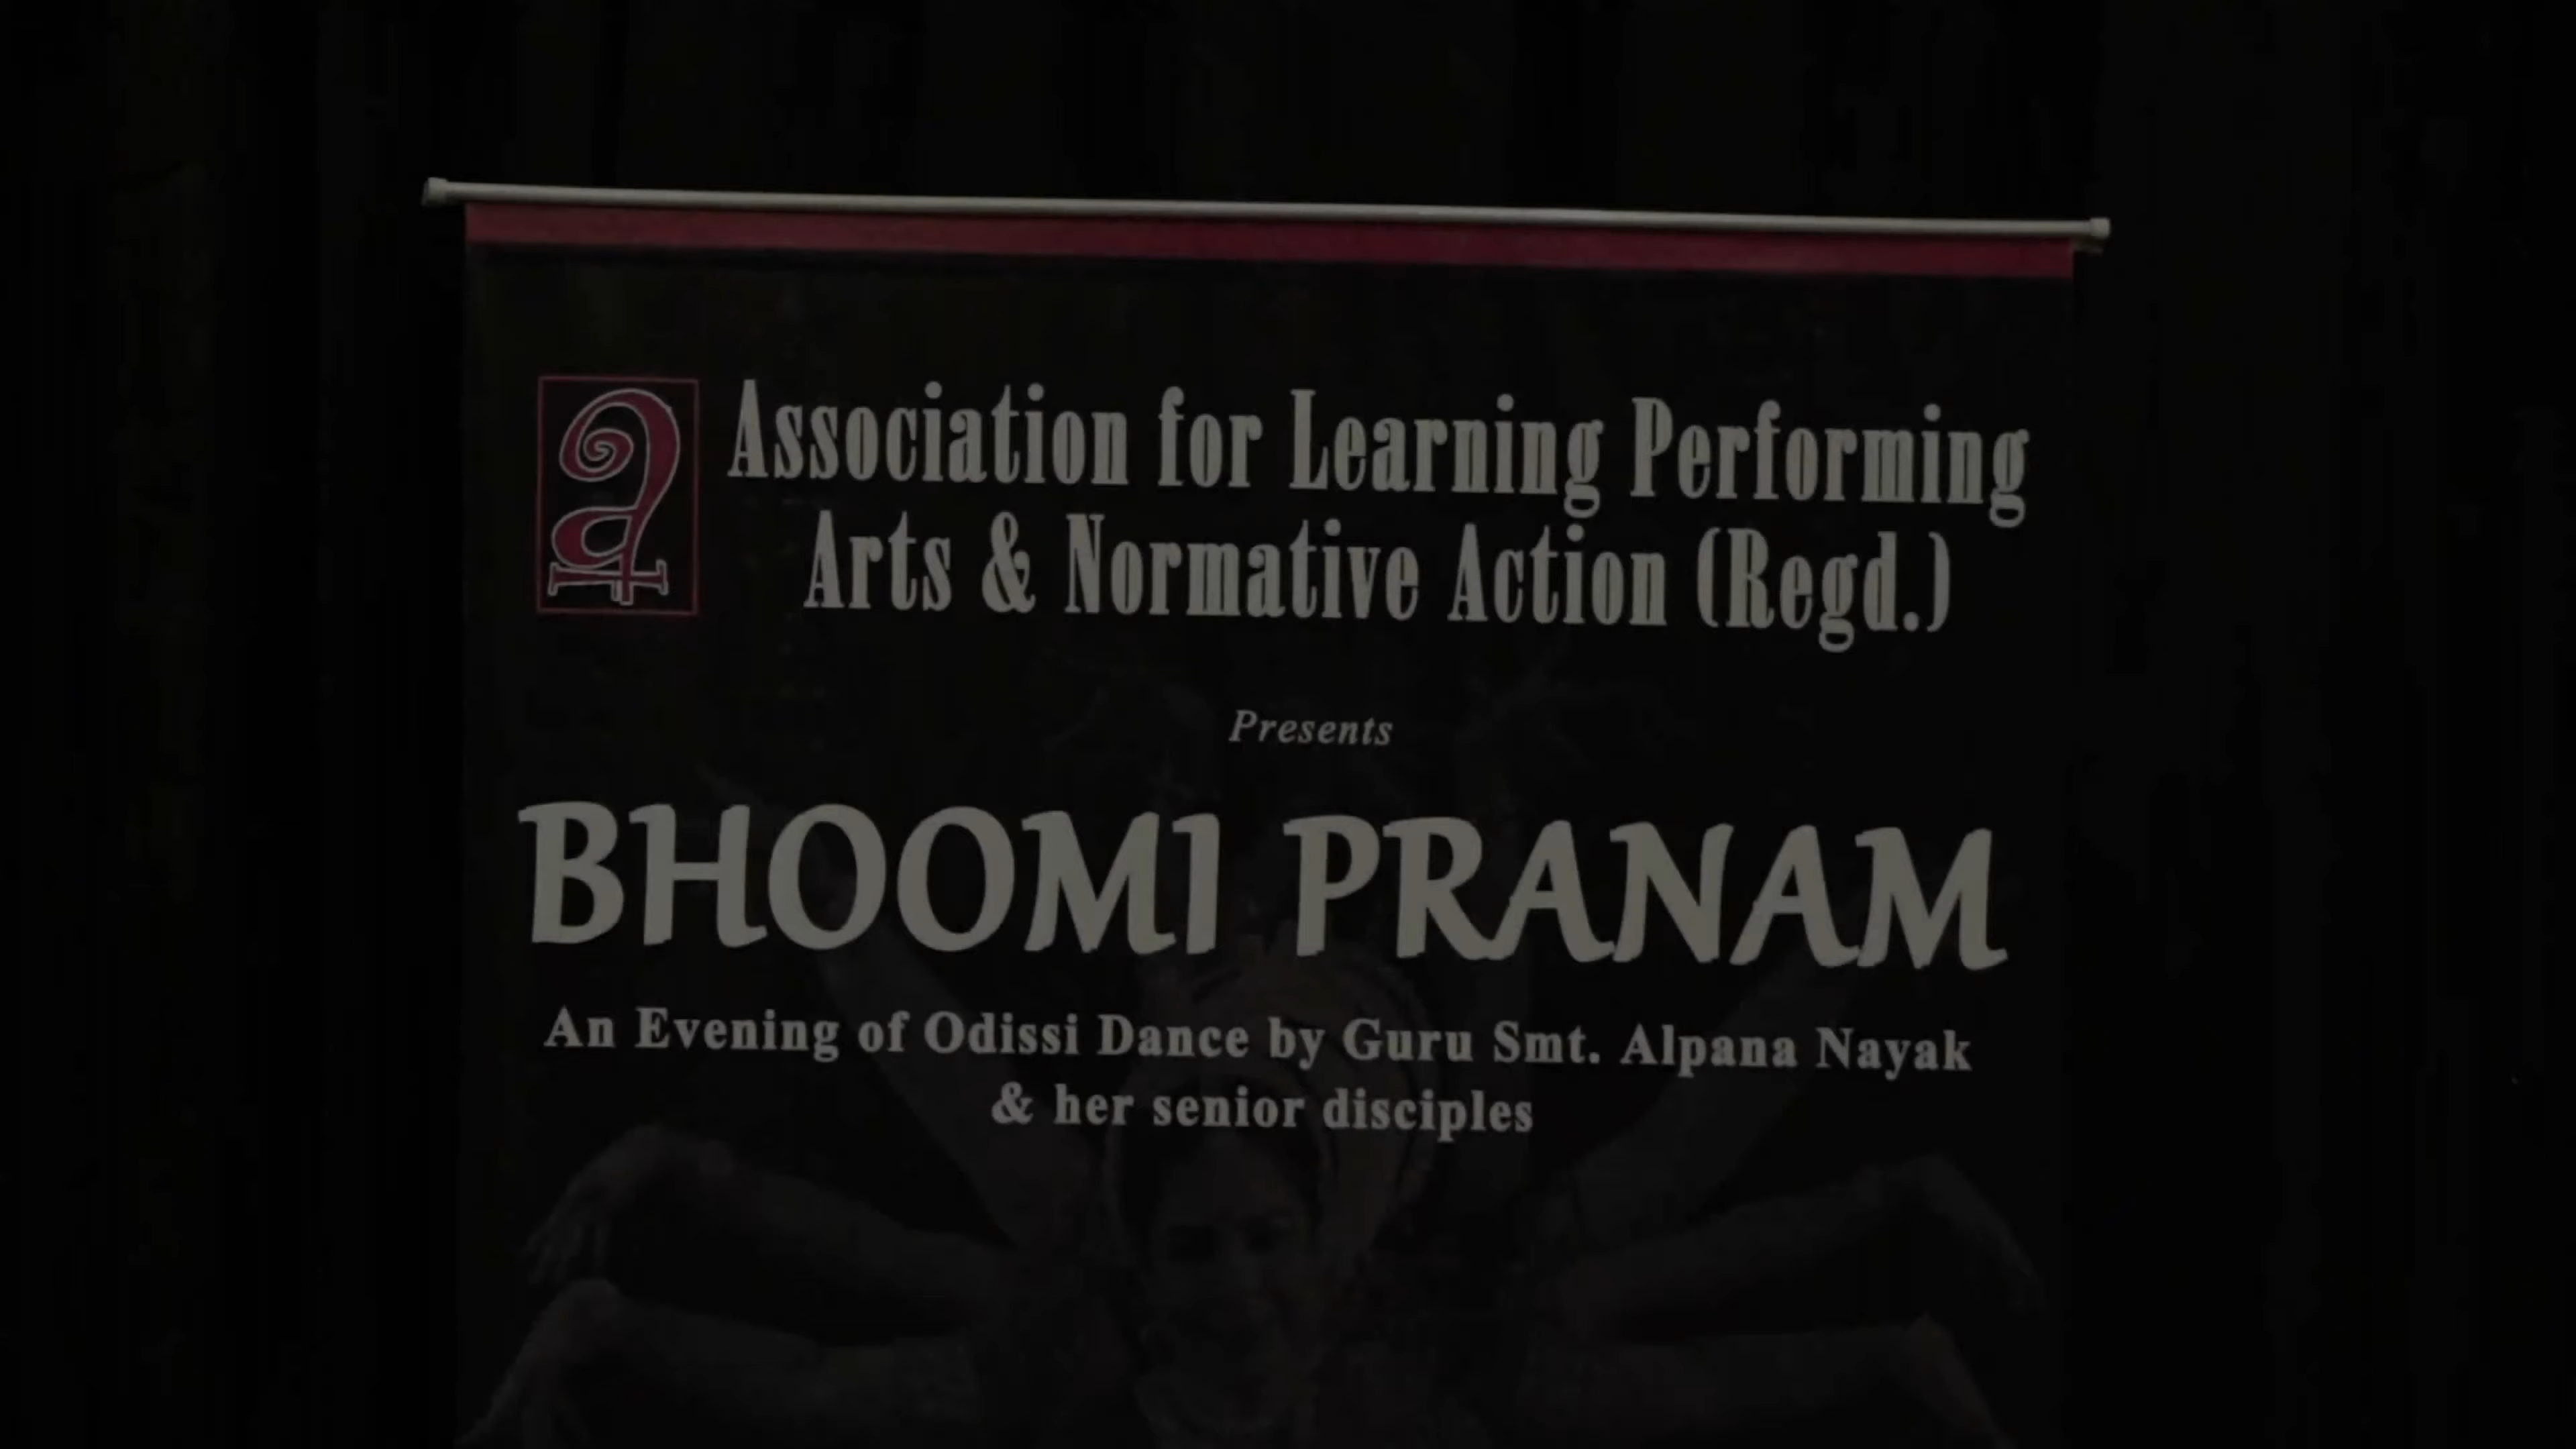 Association for Learning Performing
Arts & Normative Action (Regd.)
Presents
BHOOMI PRANAM
An Evening of Odissi Dance by Guru Smt. Alpana Nayak
& her senior disciples